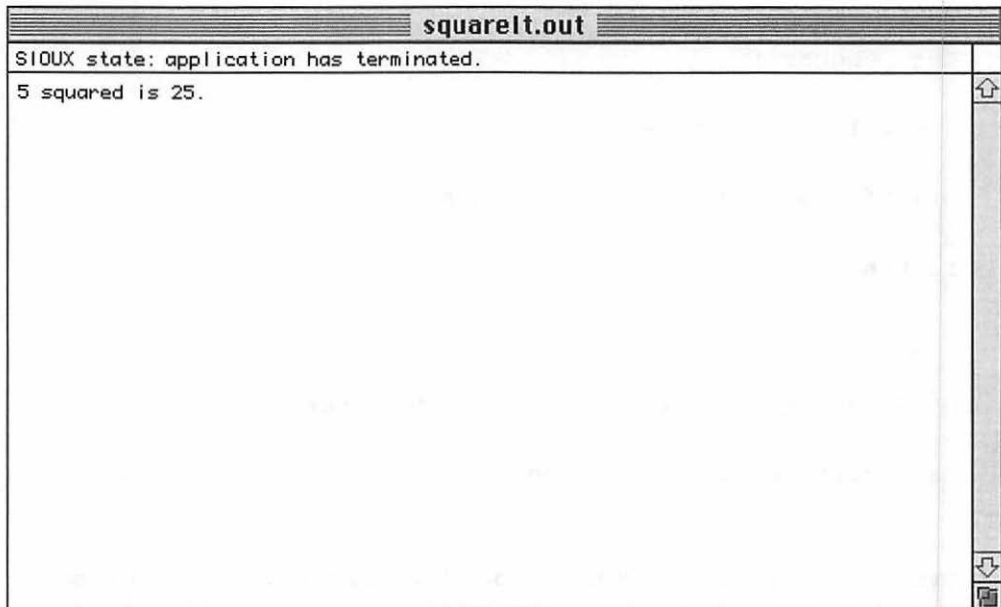 squareIt.out
SIOUX state: application has terminated.
5 squared is 25.